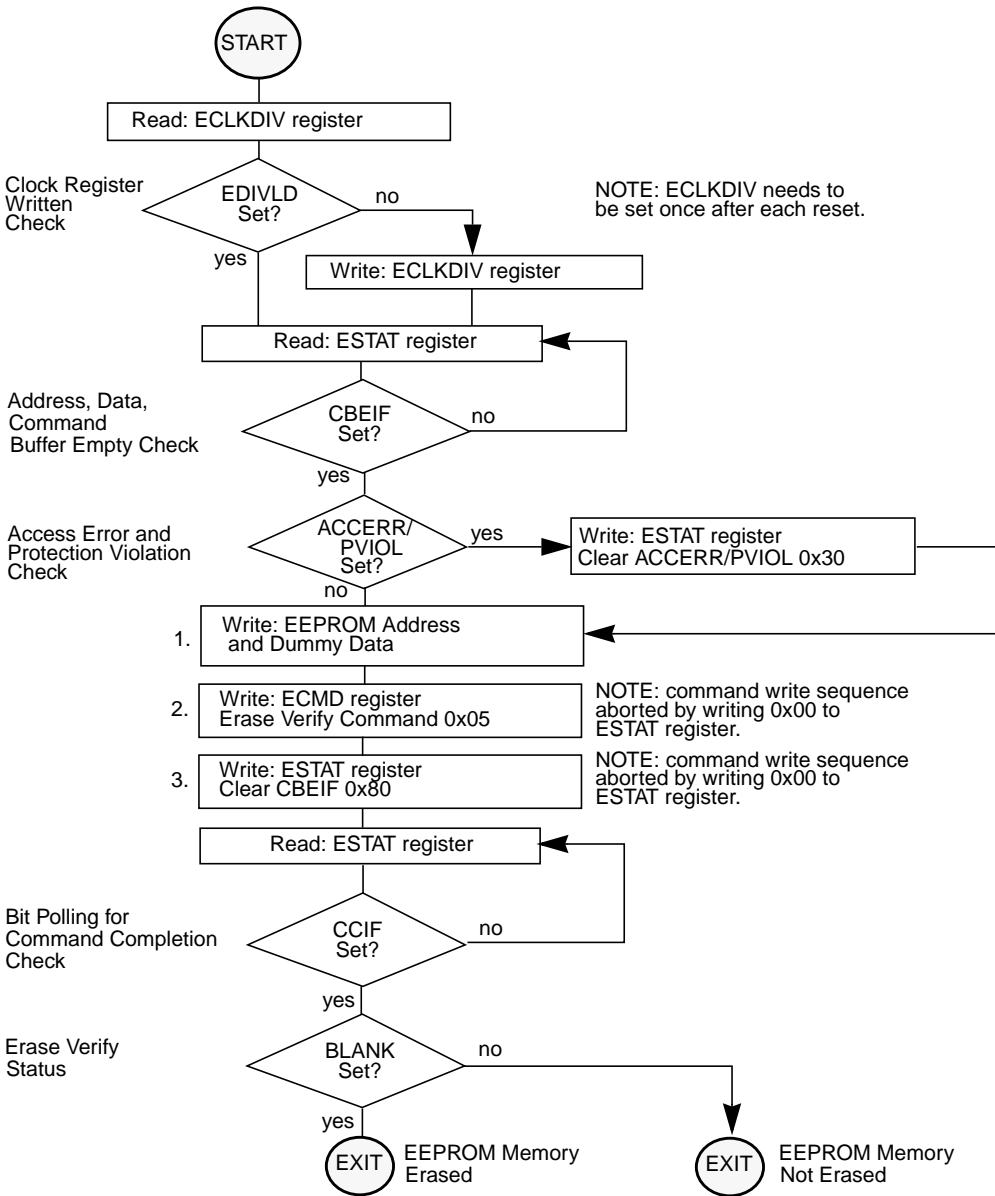 START
Read: ECLKDIV register
Clock Register
Written
Check
EDIVLD
Set?
no
yes
NOTE: ECLKDIV needs to
be set once after each reset.
Write: ECLKDIV register
Read: ESTAT register
Address, Data,
Command
Buffer Empty Check
CBEIF
Set?
no
yes
Access Error and
Protection Violation
Check
ACCERR/
PVIOL
Set?
yes
no
Write: ESTAT register
Clear ACCERR/PVIOL 0x30
1.
Write: EEPROM Address
and Dummy Data
2.
Write: ECMD register
Erase Verify Command 0x05
NOTE: command write sequence
aborted by writing 0x00 to
ESTAT register.
3.
Write: ESTAT register
Clear CBEIF 0x80
NOTE: command write sequence
aborted by writing 0x00 to
ESTAT register.
Read: ESTAT register
Bit Polling for
Command Completion
Check
CCIF
Set?
no
yes
Erase Verify
Status
BLANK
Set?
no
yes
EXIT
EEPROM Memory
Erased
EXIT
EEPROM Memory
Not Erased